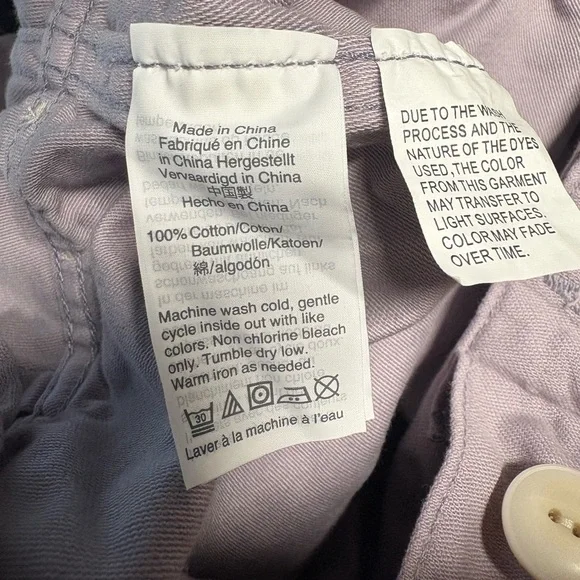 Made in China
Fabriqué en Chine
in China Hergestellt
Vervaardigd in China
中国製
Hecho en China
100% Cotton/Coton/
Baumwolle/Katoen/
綿/algodón
Machine wash cold, gentle
cycle inside out with like
colors. Non chlorine bleach
only. Tumble dry low.
Warm iron as needed.
30
Laver à la machine à l'eau
DUE TO THE WASH
PROCESS AND THE
NATURE OF THE DYES
USED, THE COLOR
FROM THIS GARMENT
MAY TRANSFER TO
LIGHT SURFACES.
COLOR MAY FADE
OVER TIME.